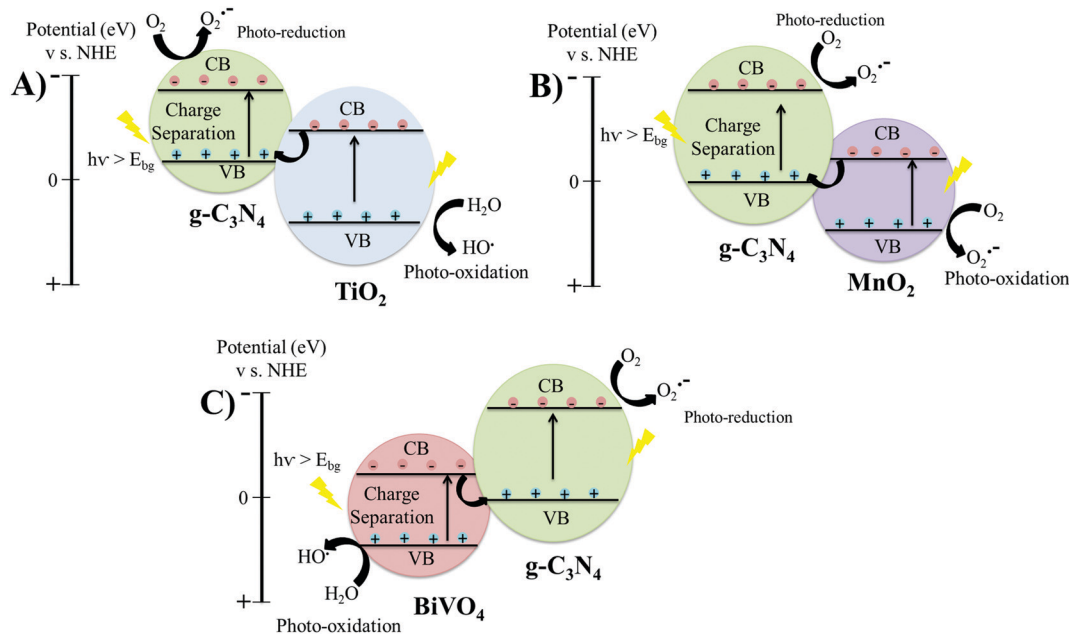 A)
Potential (eV)
v s. NHE
-
0
+
O₂
O₂·-
Photo-reduction
CB
- - - -
Charge
Separation
hv > E_bg
+ + + +
VB
g-C₃N₄
CB
- - - -
+ + + +
VB
H₂O
HO·
Photo-oxidation
TiO₂
B)
Potential (eV)
v s. NHE
-
0
+
Photo-reduction
O₂
O₂·-
CB
- - - -
Charge
Separation
hv > E_bg
+ + + +
VB
g-C₃N₄
CB
- - - -
+ + + +
VB
O₂
O₂·-
Photo-oxidation
MnO₂
C)
Potential (eV)
v s. NHE
-
0
+
hv > E_bg
CB
- - - -
Charge
Separation
+ + + +
VB
HO·
H₂O
Photo-oxidation
BiVO₄
O₂
O₂·-
Photo-reduction
CB
- - - -
+ + + +
VB
g-C₃N₄